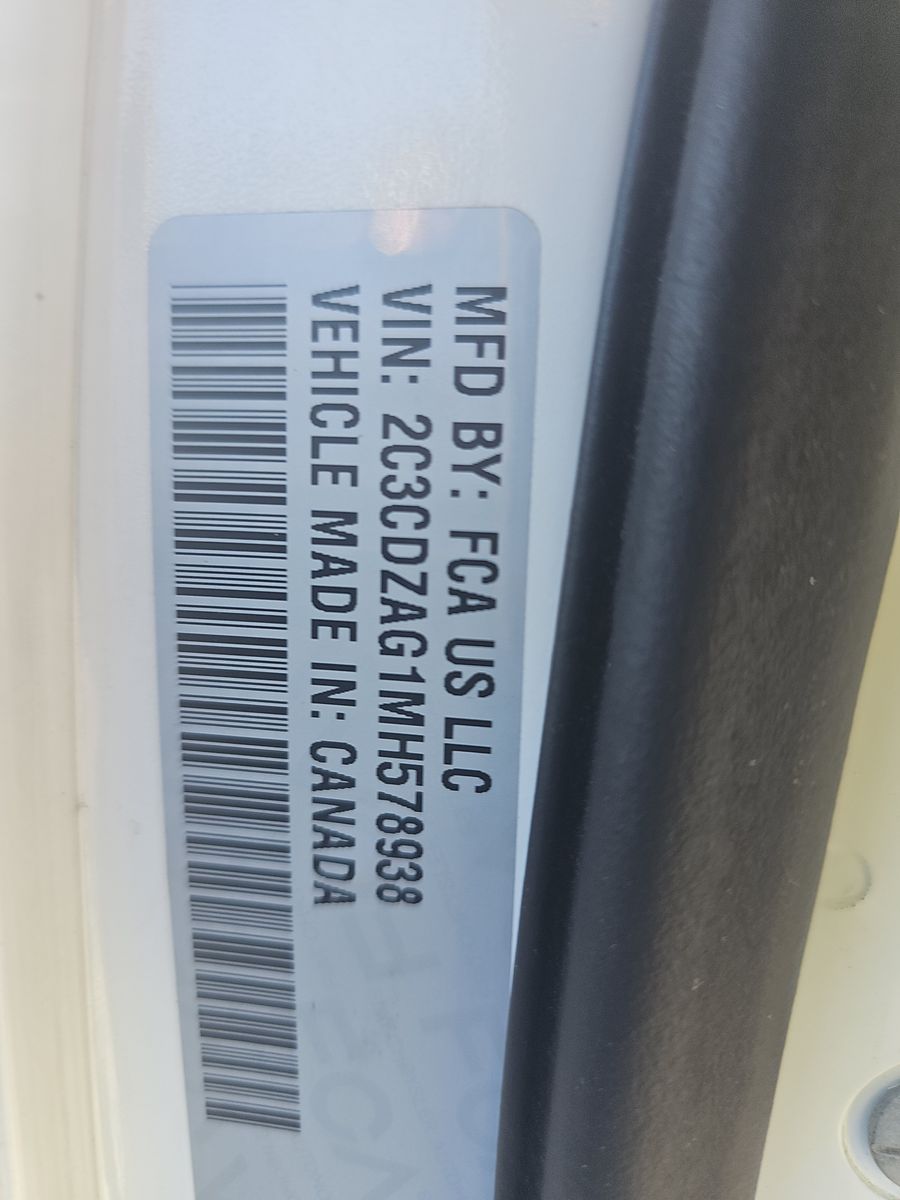 MFD BY: FCA US LLC
VIN: 2C3CDZAG1MH578938
VEHICLE MADE IN: CANADA